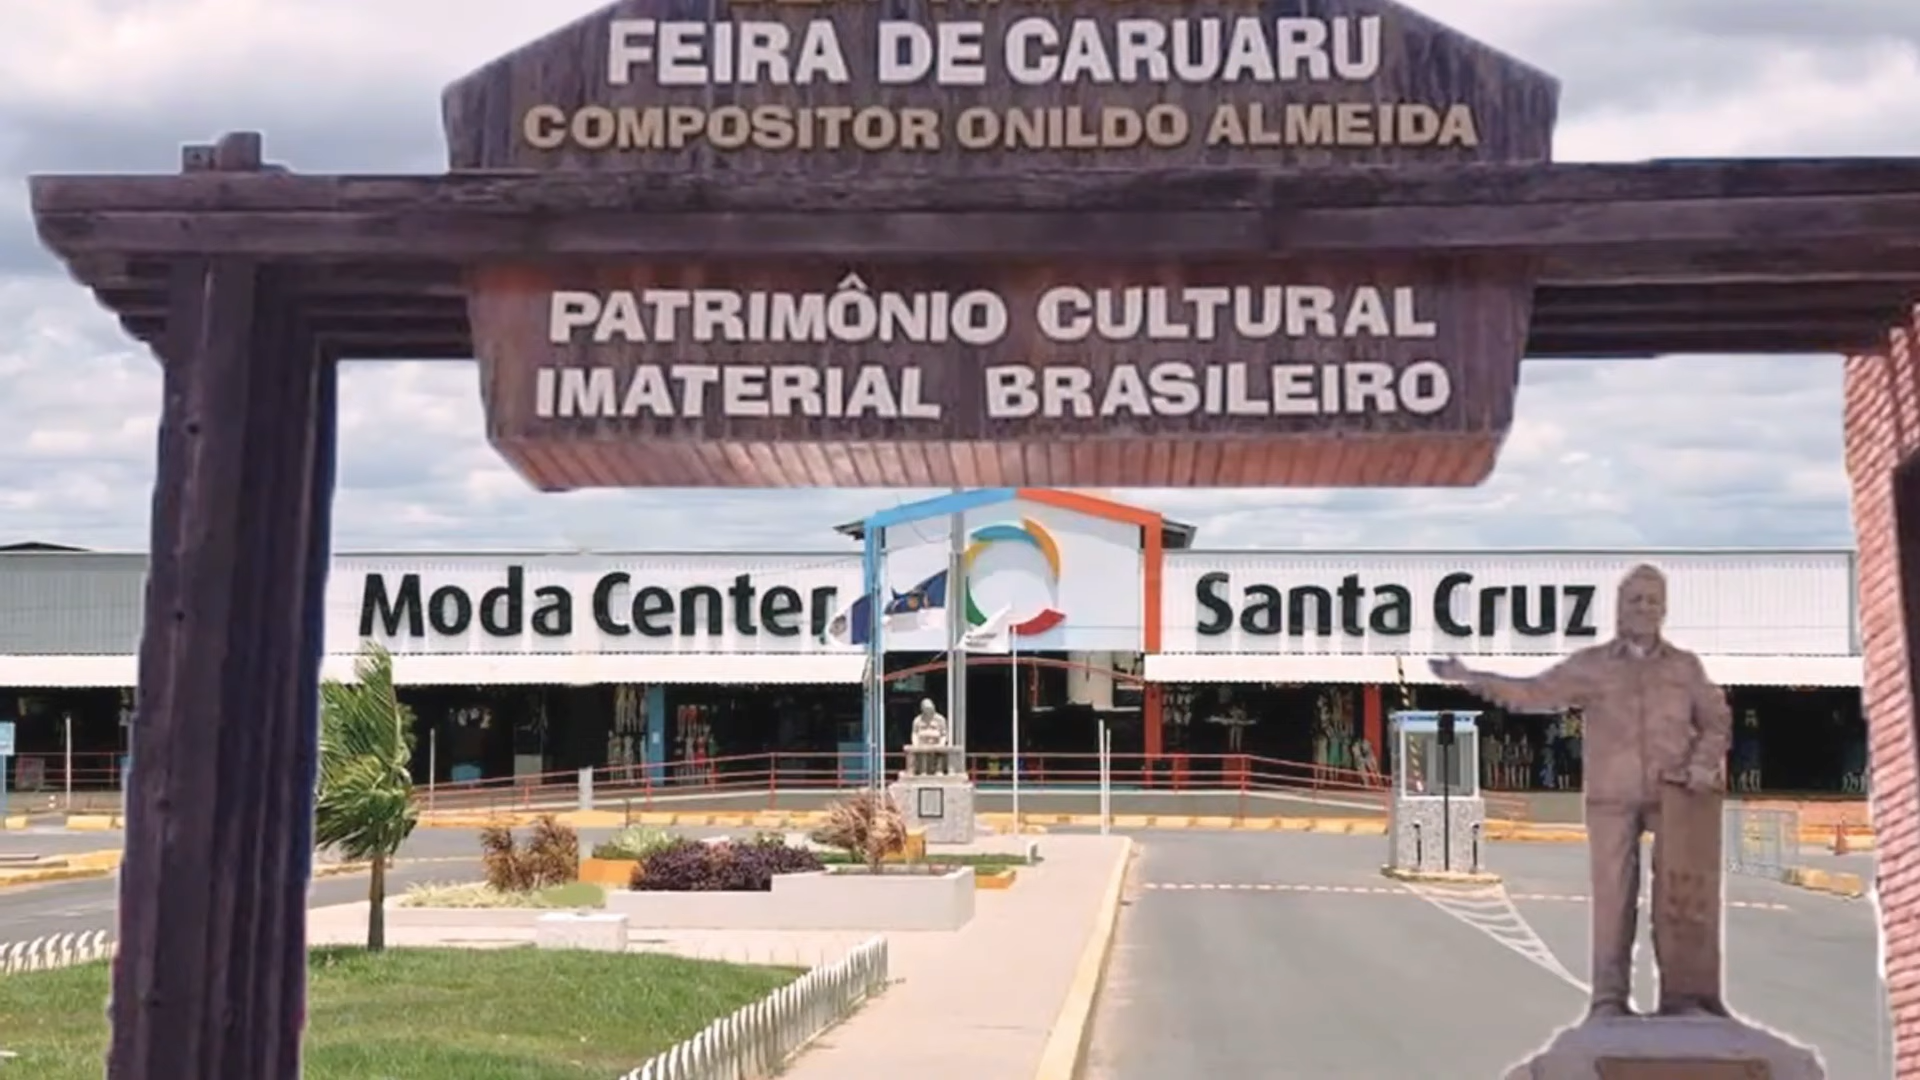 FEIRA DE CARUARU
COMPOSITOR ONILDO ALMEIDA
PATRIMÔNIO CULTURAL
IMATERIAL BRASILEIRO
Moda Center Santa Cruz